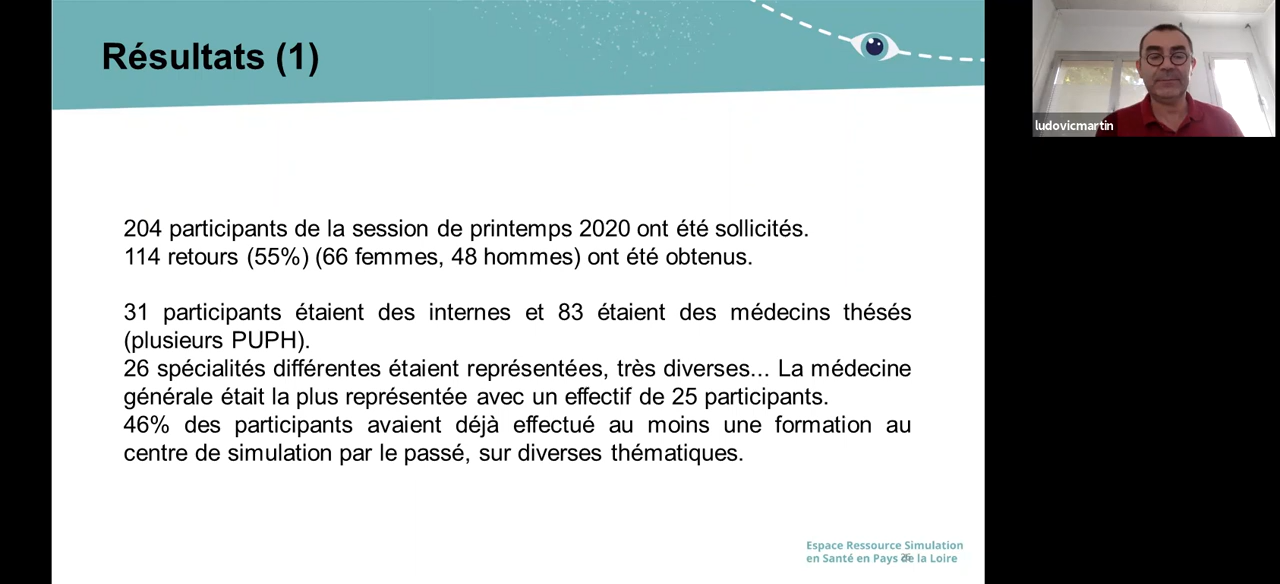 Résultats (1)
ludovicmartin
204 participants de la session de printemps 2020 ont été sollicités.
114 retours (55%) (66 femmes, 48 hommes) ont été obtenus.
31 participants étaient des internes et 83 étaient des médecins thésés
(plusieurs PUPH).
26 spécialités différentes étaient représentées, très diverses... La médecine
générale était la plus représentée avec un effectif de 25 participants.
46% des participants avaient déjà effectué au moins une formation au
centre de simulation par le passé, sur diverses thématiques.
Espace Ressource Simulation
en Santé en Pays de la Loire